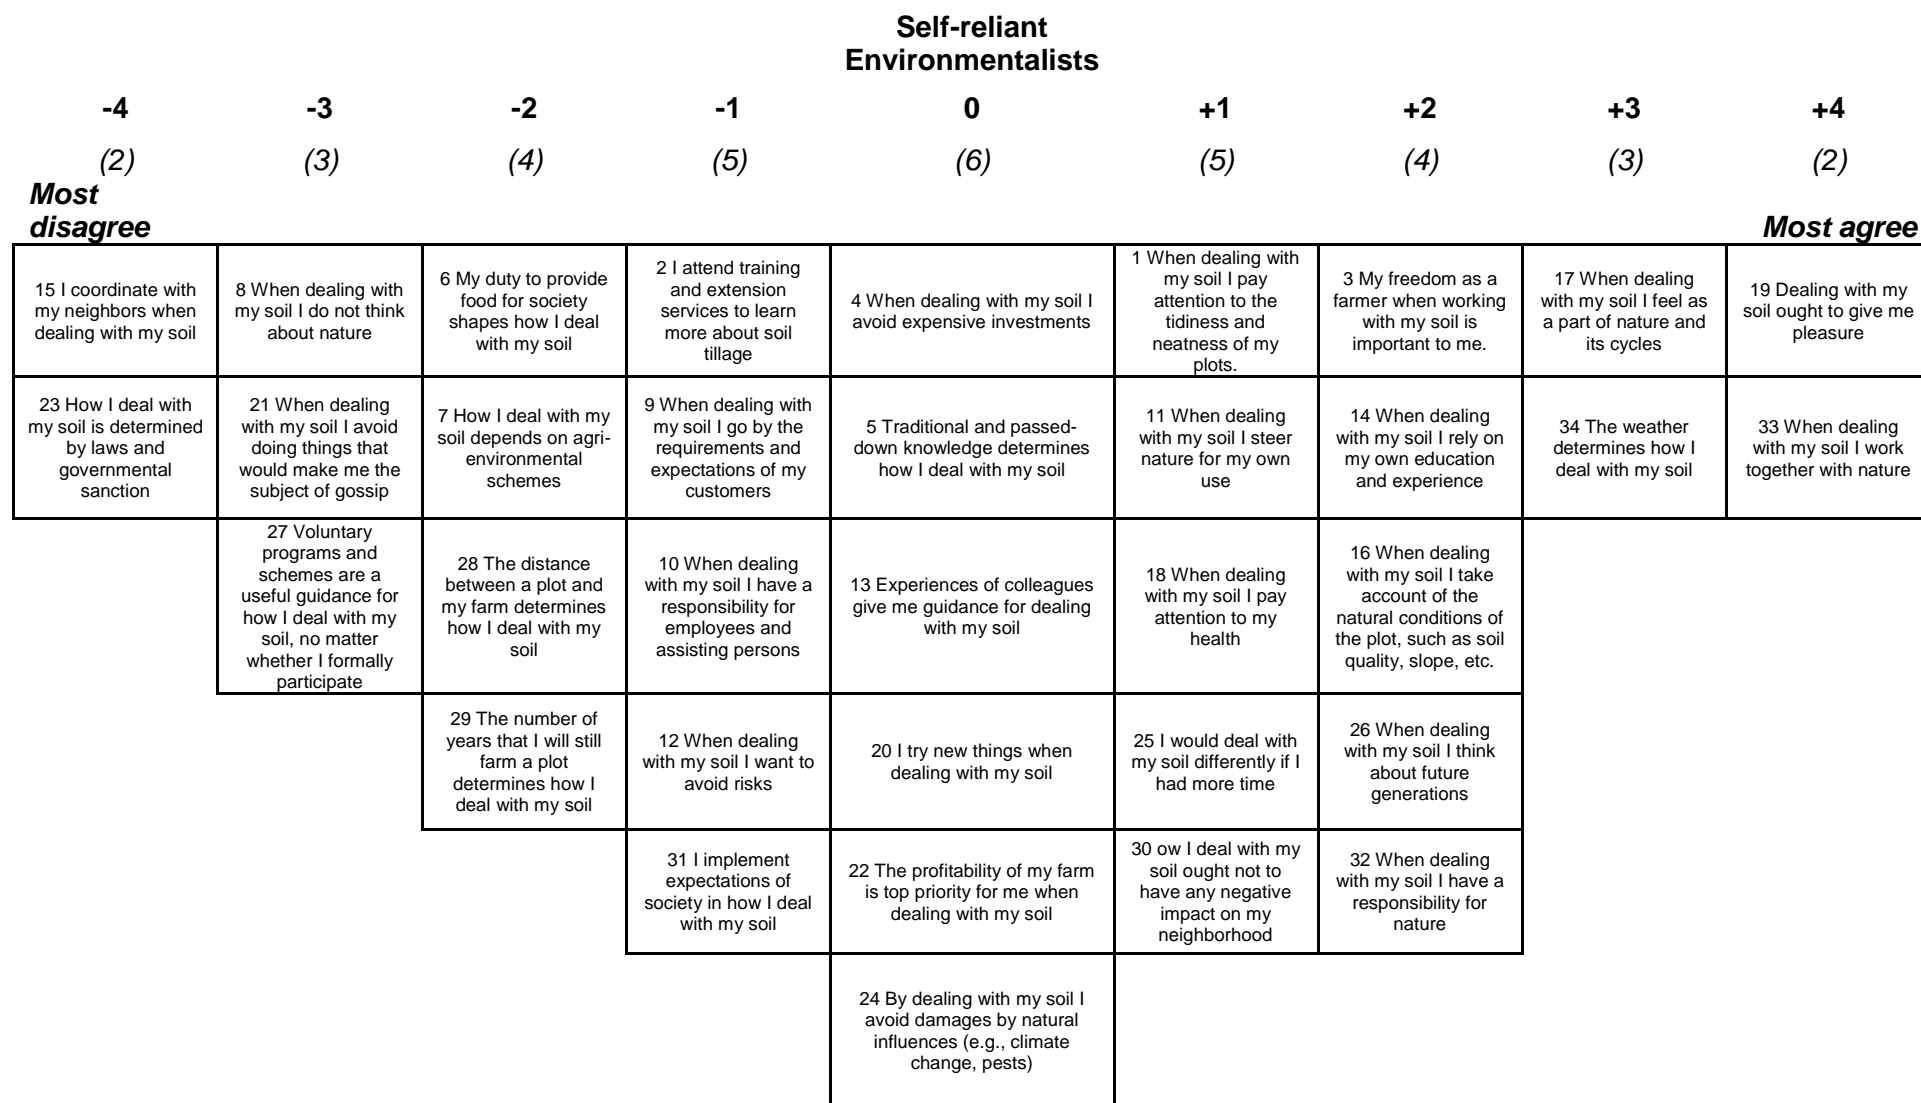 Self-reliant
Environmentalists
-4 -3 -2 -1 0 +1 +2 +3 +4
(2) (3) (4) (5) (6) (5) (4) (3) (2)
Most
disagree
Most agree
15 I coordinate with
my neighbors when
dealing with my soil
8 When dealing with
my soil I do not think
about nature
6 My duty to provide
food for society
shapes how I deal
with my soil
2 I attend training
and extension
services to learn
more about soil
tillage
4 When dealing with my soil I
avoid expensive investments
1 When dealing with
my soil I pay
attention to the
tidiness and
neatness of my
plots.
3 My freedom as a
farmer when working
with my soil is
important to me.
17 When dealing
with my soil I feel as
a part of nature and
its cycles
19 Dealing with my
soil ought to give me
pleasure
23 How I deal with
my soil is determined
by laws and
governmental
sanction
21 When dealing
with my soil I avoid
doing things that
would make me the
subject of gossip
7 How I deal with my
soil depends on agri-
environmental
schemes
9 When dealing with
my soil I go by the
requirements and
expectations of my
customers
5 Traditional and passed-
down knowledge determines
how I deal with my soil
11 When dealing
with my soil I steer
nature for my own
use
14 When dealing
with my soil I rely on
my own education
and experience
34 The weather
determines how I
deal with my soil
33 When dealing
with my soil I work
together with nature
27 Voluntary
programs and
schemes are a
useful guidance for
how I deal with my
soil, no matter
whether I formally
participate
28 The distance
between a plot and
my farm determines
how I deal with my
soil
10 When dealing
with my soil I have a
responsibility for
employees and
assisting persons
13 Experiences of colleagues
give me guidance for dealing
with my soil
18 When dealing
with my soil I pay
attention to my
health
16 When dealing
with my soil I take
account of the
natural conditions of
the plot, such as soil
quality, slope, etc.
29 The number of
years that I will still
farm a plot
determines how I
deal with my soil
12 When dealing
with my soil I want to
avoid risks
20 I try new things when
dealing with my soil
25 I would deal with
my soil differently if I
had more time
26 When dealing
with my soil I think
about future
generations
31 I implement
expectations of
society in how I deal
with my soil
22 The profitability of my farm
is top priority for me when
dealing with my soil
30 ow I deal with my
soil ought not to
have any negative
impact on my
neighborhood
32 When dealing
with my soil I have a
responsibility for
nature
24 By dealing with my soil I
avoid damages by natural
influences (e.g., climate
change, pests)